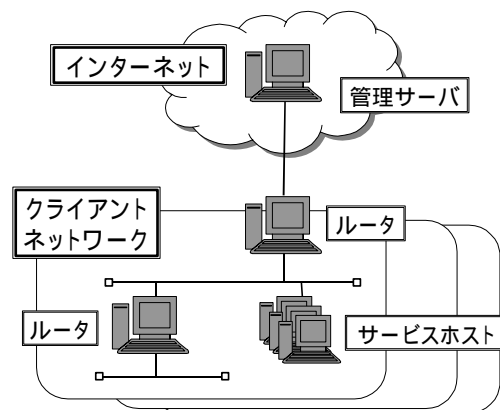 インターネット
管理サーバ
クライアント
ネットワーク
ルータ
ルータ
サービスホスト